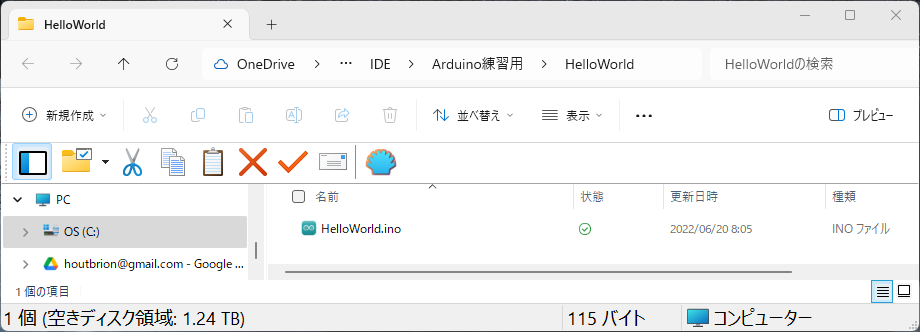 HelloWorld
OneDrive > ··· IDE > Arduino練習用 > HelloWorld HelloWorldの検索
新規作成 並べ替え 表示 ··· プレビュー
PC 名前 状態 更新日時 種類
OS (C:) HelloWorld.ino 2022/06/20 8:05 INO ファイル
houtbrion@gmail.com - Google ...
1 個の項目
1 個 (空きディスク領域: 1.24 TB) 115 バイト コンピューター